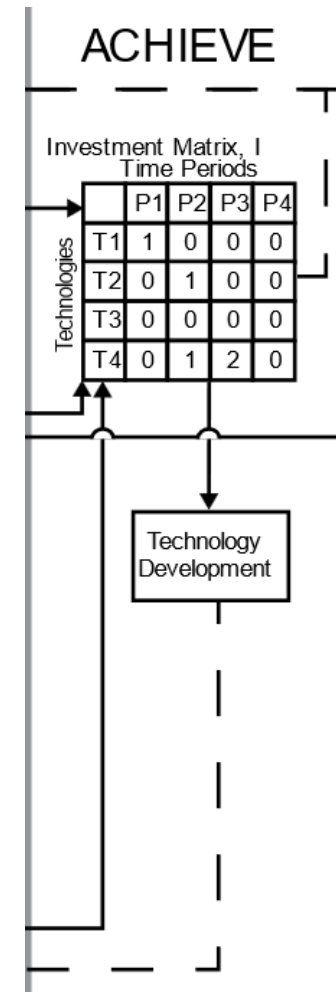 ACHIEVE
Investment Matrix, I
Time Periods
P1 P2 P3 P4
Technologies
T1 1 0 0 0
T2 0 1 0 0
T3 0 0 0 0
T4 0 1 2 0
Technology
Development